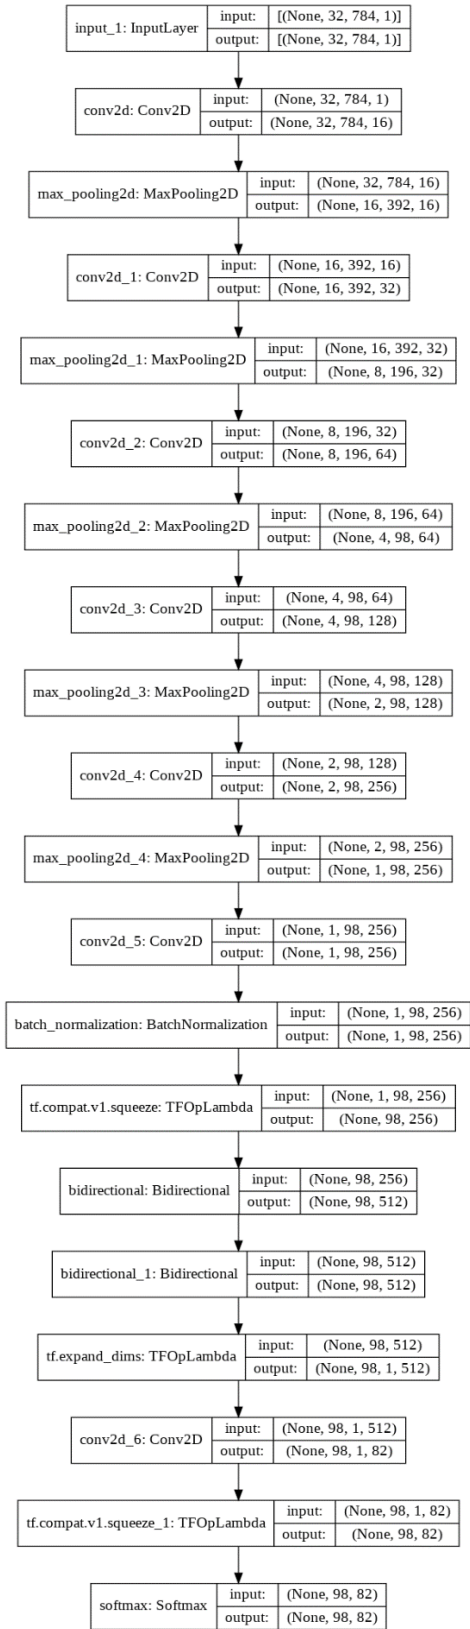 input_1: InputLayer input: [(None, 32, 784, 1)]
output: [(None, 32, 784, 1)]
conv2d: Conv2D input: (None, 32, 784, 1)
output: (None, 32, 784, 16)
max_pooling2d: MaxPooling2D input: (None, 32, 784, 16)
output: (None, 16, 392, 16)
conv2d_1: Conv2D input: (None, 16, 392, 16)
output: (None, 16, 392, 32)
max_pooling2d_1: MaxPooling2D input: (None, 16, 392, 32)
output: (None, 8, 196, 32)
conv2d_2: Conv2D input: (None, 8, 196, 32)
output: (None, 8, 196, 64)
max_pooling2d_2: MaxPooling2D input: (None, 8, 196, 64)
output: (None, 4, 98, 64)
conv2d_3: Conv2D input: (None, 4, 98, 64)
output: (None, 4, 98, 128)
max_pooling2d_3: MaxPooling2D input: (None, 4, 98, 128)
output: (None, 2, 98, 128)
conv2d_4: Conv2D input: (None, 2, 98, 128)
output: (None, 2, 98, 256)
max_pooling2d_4: MaxPooling2D input: (None, 2, 98, 256)
output: (None, 1, 98, 256)
conv2d_5: Conv2D input: (None, 1, 98, 256)
output: (None, 1, 98, 256)
batch_normalization: BatchNormalization input: (None, 1, 98, 256)
output: (None, 1, 98, 256)
tf.compat.v1.squeeze: TFOpLambda input: (None, 1, 98, 256)
output: (None, 98, 256)
bidirectional: Bidirectional input: (None, 98, 256)
output: (None, 98, 512)
bidirectional_1: Bidirectional input: (None, 98, 512)
output: (None, 98, 512)
tf.expand_dims: TFOpLambda input: (None, 98, 512)
output: (None, 98, 1, 512)
conv2d_6: Conv2D input: (None, 98, 1, 512)
output: (None, 98, 1, 82)
tf.compat.v1.squeeze_1: TFOpLambda input: (None, 98, 1, 82)
output: (None, 98, 82)
softmax: Softmax input: (None, 98, 82)
output: (None, 98, 82)